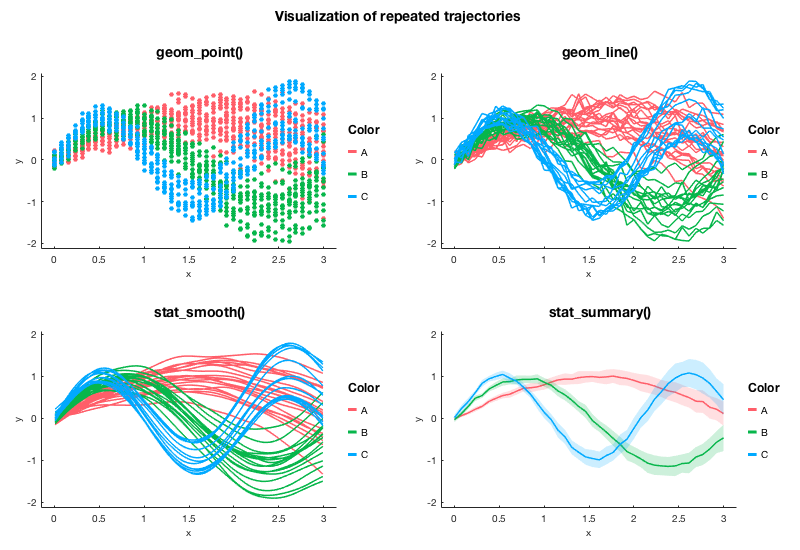 Visualization of repeated trajectories
geom_point()
2
1
0
-1
-2
y
0 0.5 1 1.5 2 2.5 3
x
Color
A
B
C
geom_line()
2
1
0
-1
-2
y
0 0.5 1 1.5 2 2.5 3
x
Color
A
B
C
stat_smooth()
2
1
0
-1
-2
y
0 0.5 1 1.5 2 2.5 3
x
Color
A
B
C
stat_summary()
2
1
0
-1
-2
y
0 0.5 1 1.5 2 2.5 3
x
Color
A
B
C